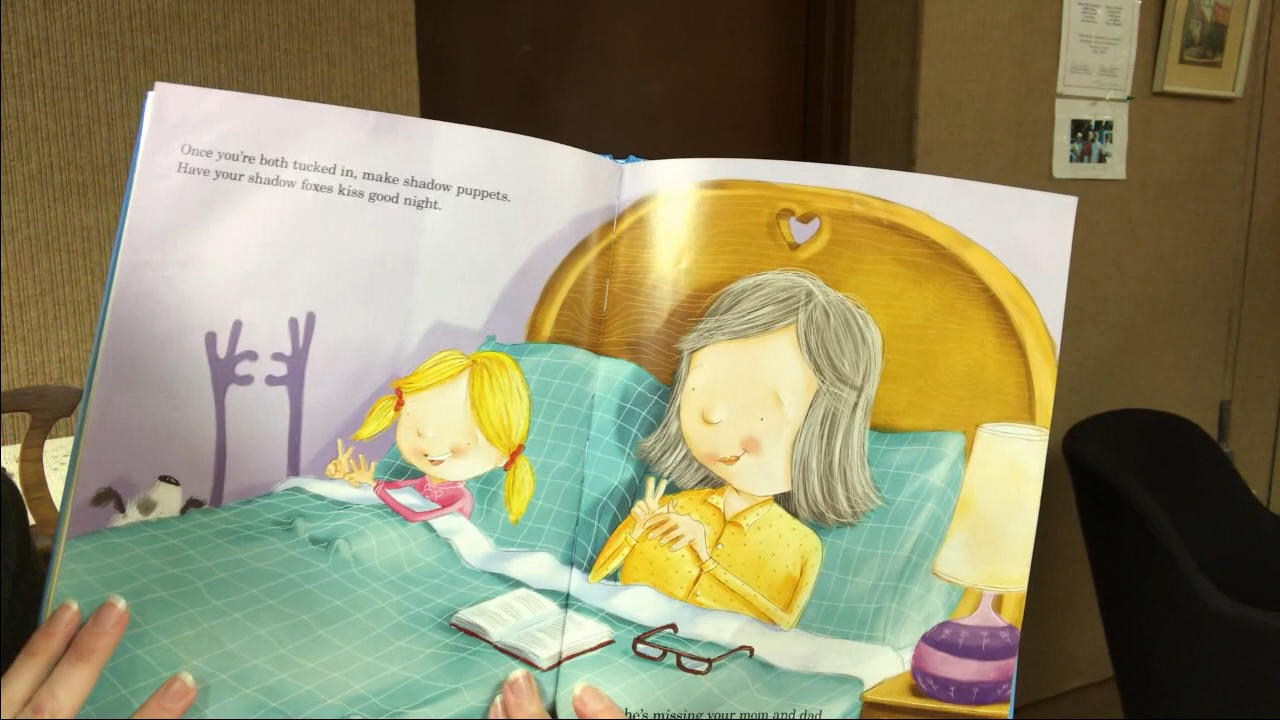 Once you're both tucked in, make shadow puppets.
Have your shadow foxes kiss good night.
he's missing your mom and dad